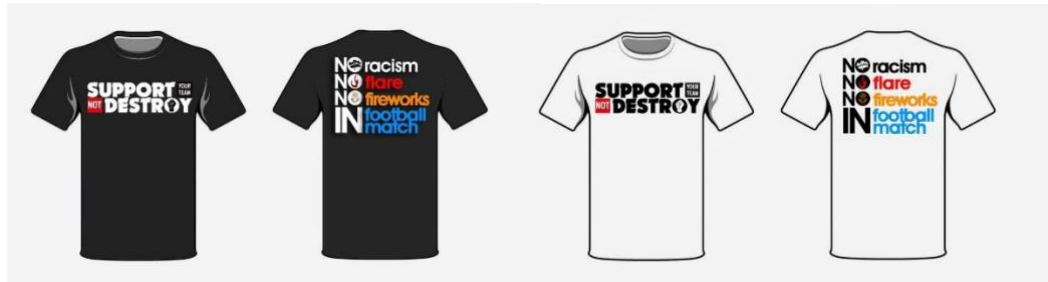 SUPPORT YOUR TEAM
NOT DESTROY
NO racism
NO flare
NO fireworks
IN football match
SUPPORT YOUR TEAM
NOT DESTROY
NO racism
NO flare
NO fireworks
IN football match